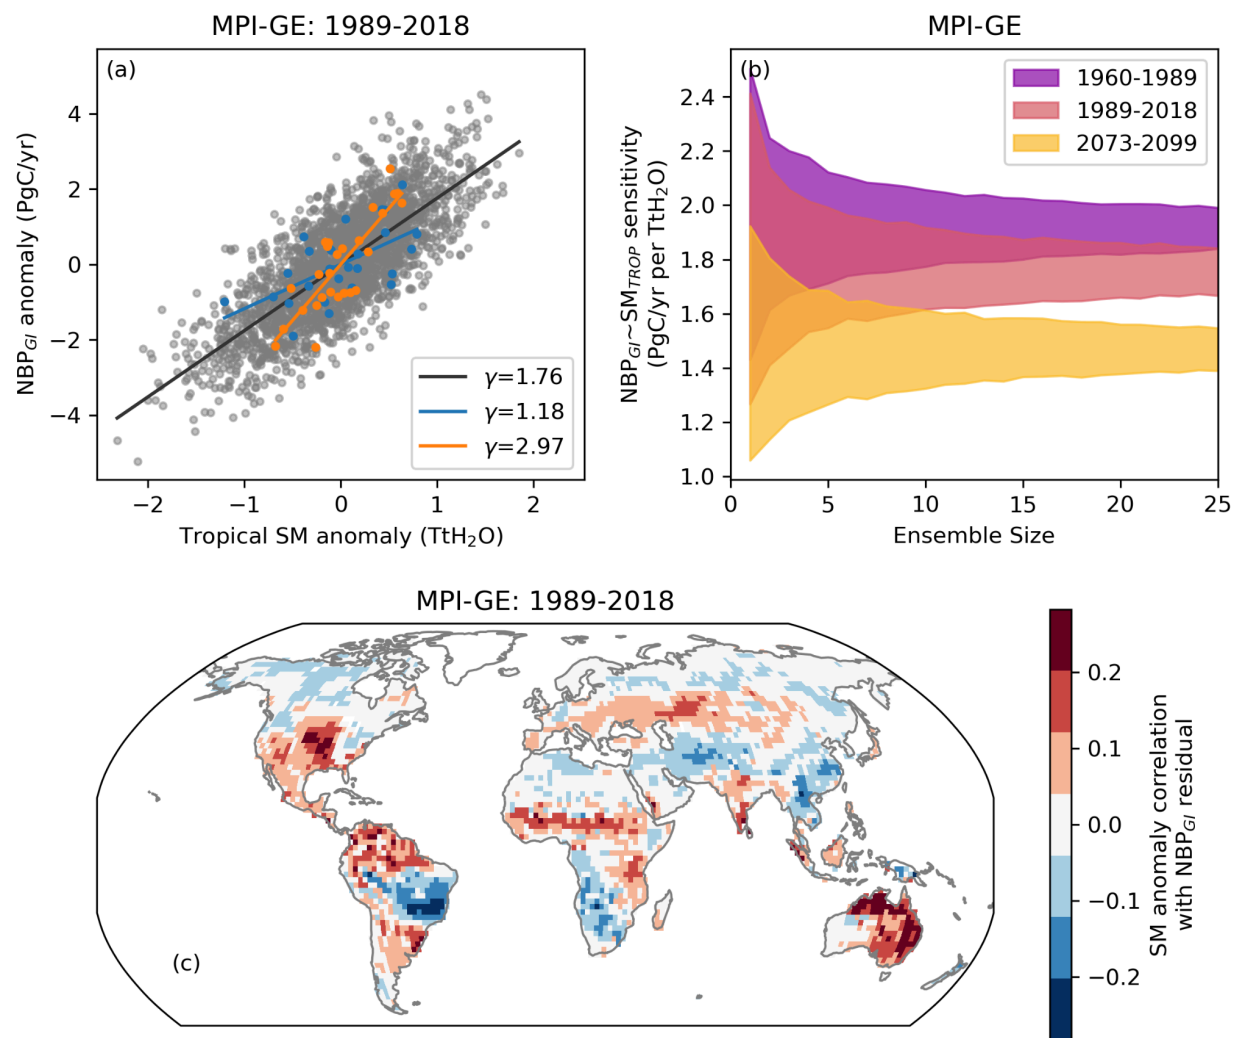 MPI-GE: 1989-2018
(a)
NBP_GI anomaly (PgC/yr)
4
2
0
−2
−4
γ=1.76
γ=1.18
γ=2.97
−2 −1 0 1 2
Tropical SM anomaly (TtH₂O)
MPI-GE
(b)
1960-1989
1989-2018
2073-2099
NBP_GI~SM_TROP sensitivity
(PgC/yr per TtH₂O)
2.4
2.2
2.0
1.8
1.6
1.4
1.2
1.0
0 5 10 15 20 25
Ensemble Size
MPI-GE: 1989-2018
(c)
0.2
0.1
0.0
−0.1
−0.2
SM anomaly correlation
with NBP_GI residual